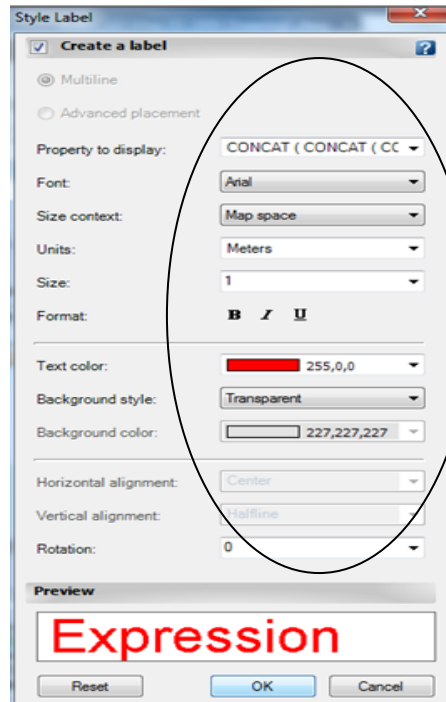 Style Label
Create a label
Multiline
Advanced placement
Property to display: CONCAT ( CONCAT ( CC
Font: Arial
Size context: Map space
Units: Meters
Size: 1
Format: B I U
Text color: 255,0,0
Background style: Transparent
Background color: 227,227,227
Horizontal alignment: Center
Vertical alignment: Halfline
Rotation: 0
Preview
Expression
Reset OK Cancel